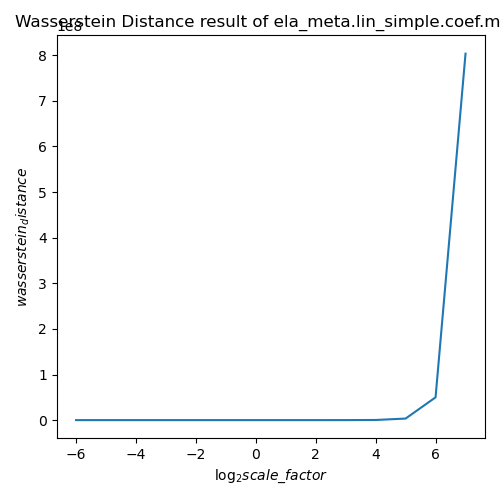 Wasserstein Distance result of ela_meta.lin_simple.coef.m
1e8
8
7
6
5
4
3
2
1
0
wasserstein_distance
−6 −4 −2 0 2 4 6
log₂scale_factor